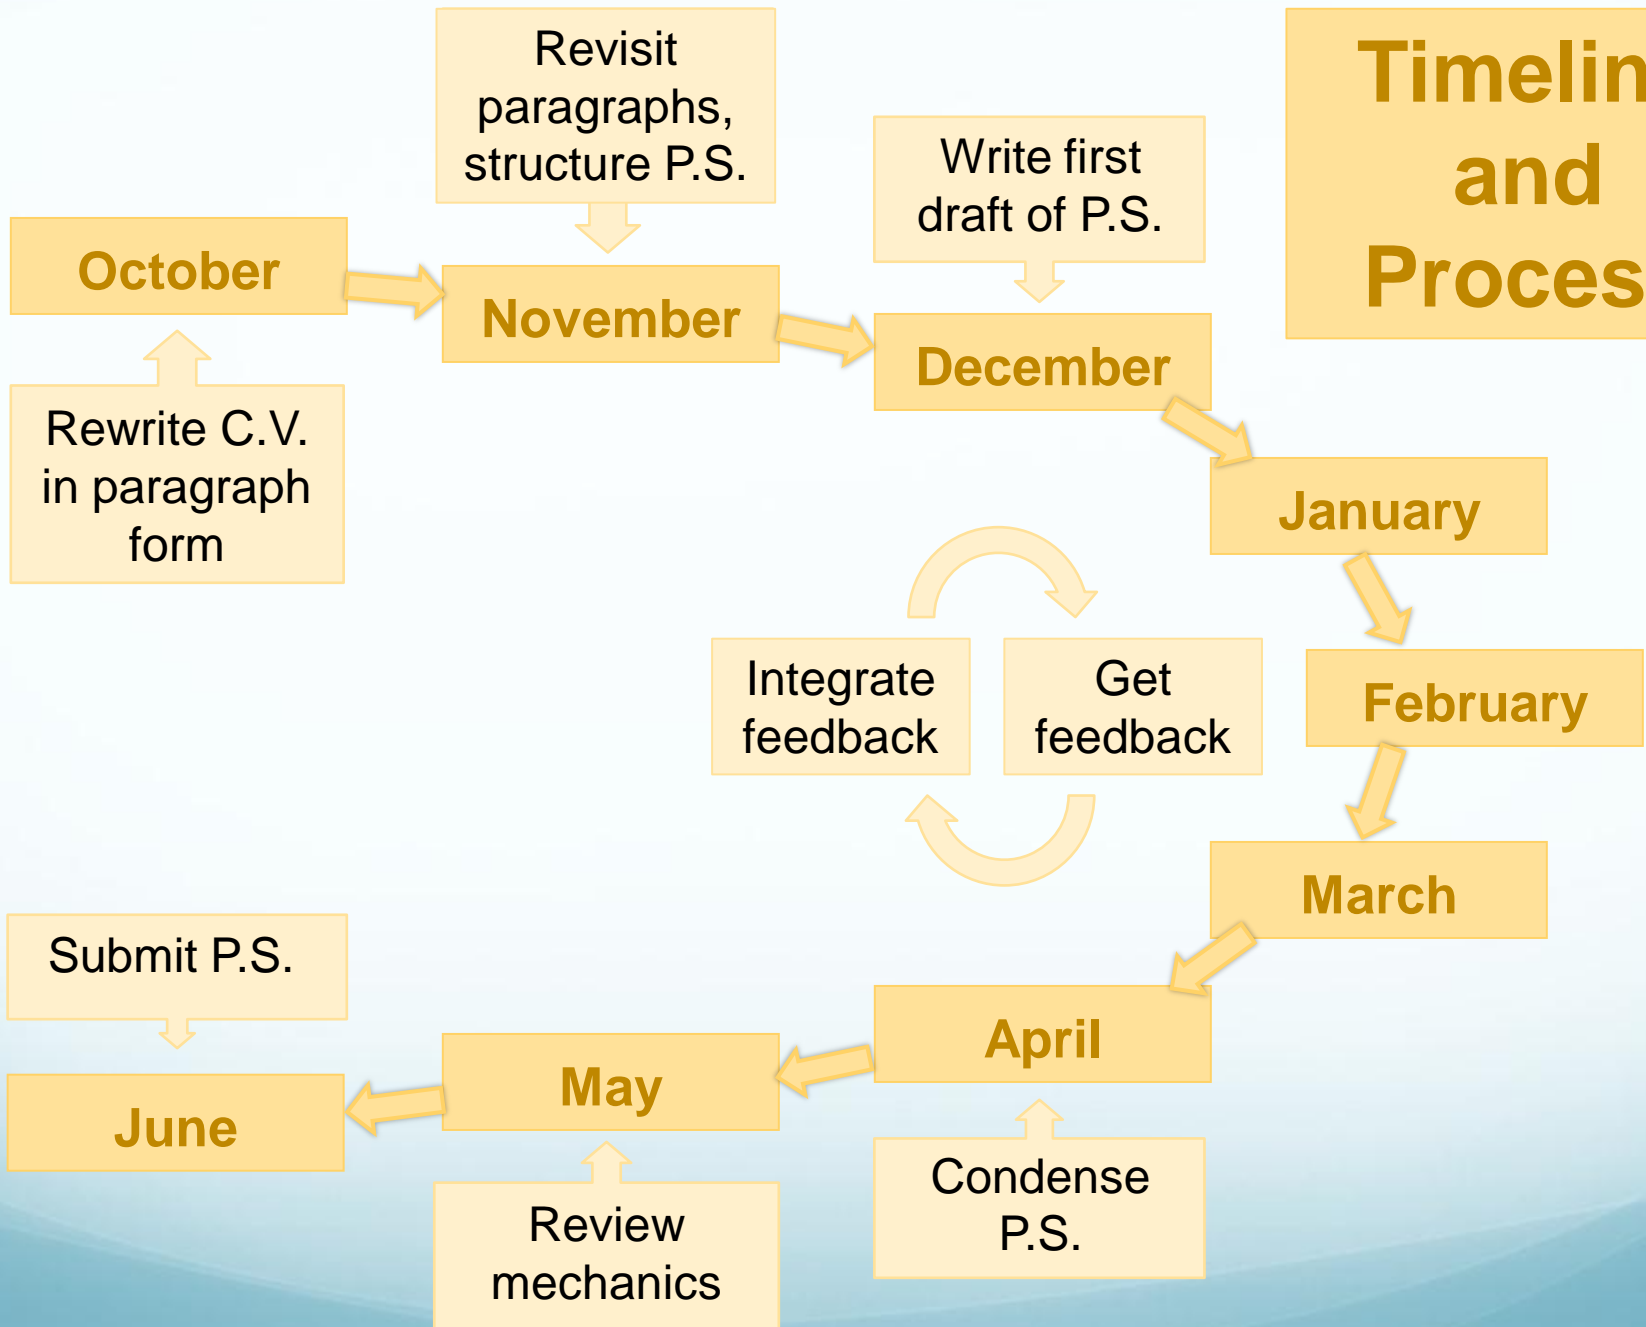 Timelin
and
Proces
October
Rewrite C.V.
in paragraph
form
Revisit
paragraphs,
structure P.S.
November
Write first
draft of P.S.
December
January
February
March
Integrate
feedback
Get
feedback
April
Condense
P.S.
May
Review
mechanics
Submit P.S.
June